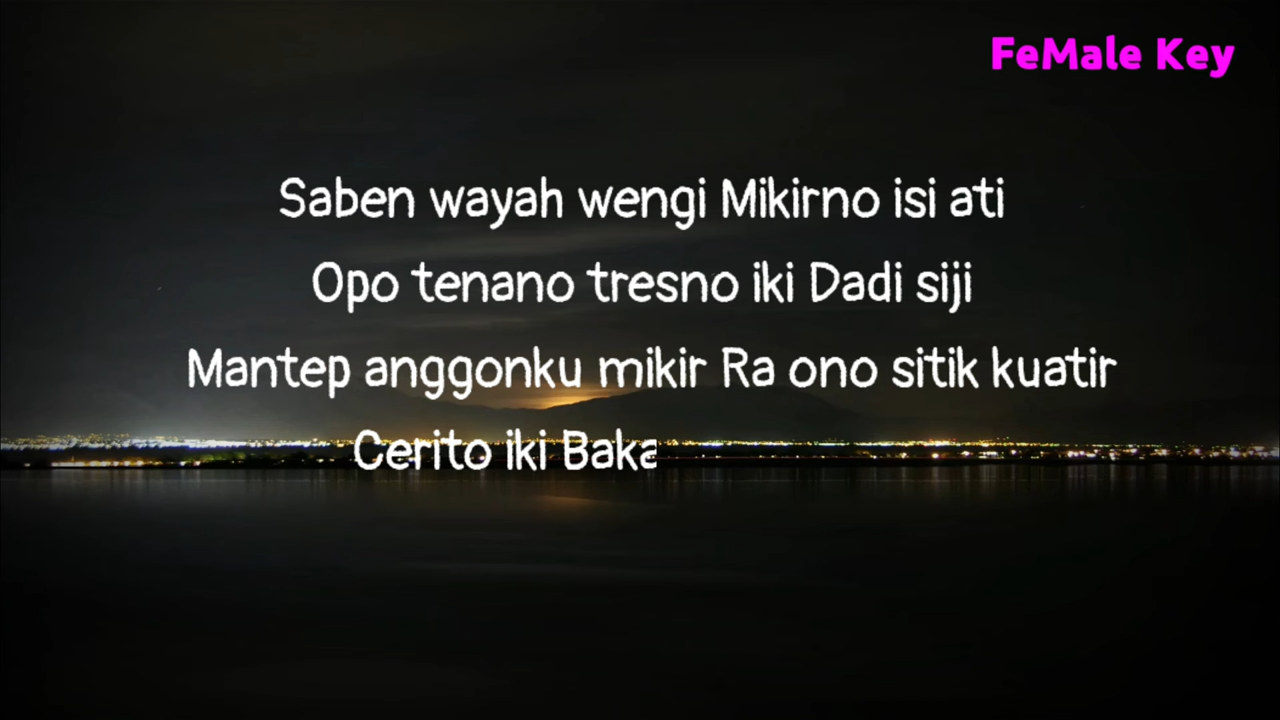 FeMale Key
Saben wayah wengi Mikirno isi ati
Opo tenano tresno iki Dadi siji
Mantep anggonku mikir Ra ono sitik kuatir
Cerito iki Baka